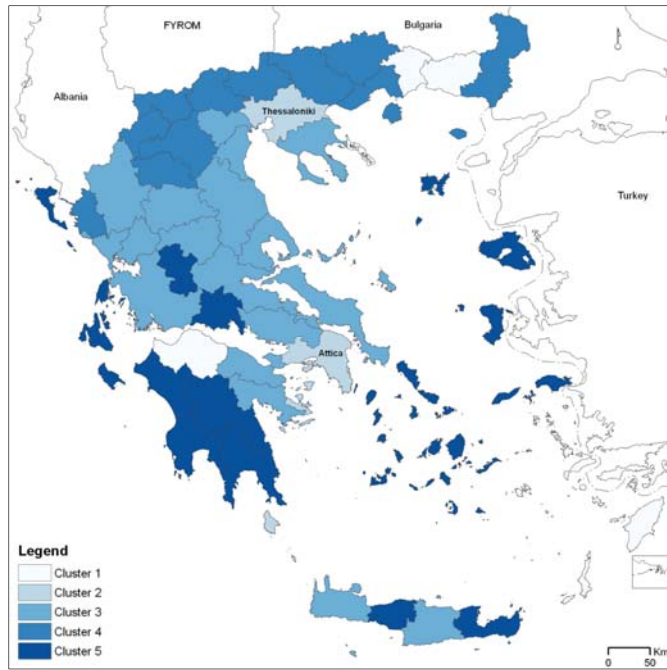 FYROM
Bulgaria
Albania
Thessaloniki
Turkey
Attica
Legend
Cluster 1
Cluster 2
Cluster 3
Cluster 4
Cluster 5
Km
0 50